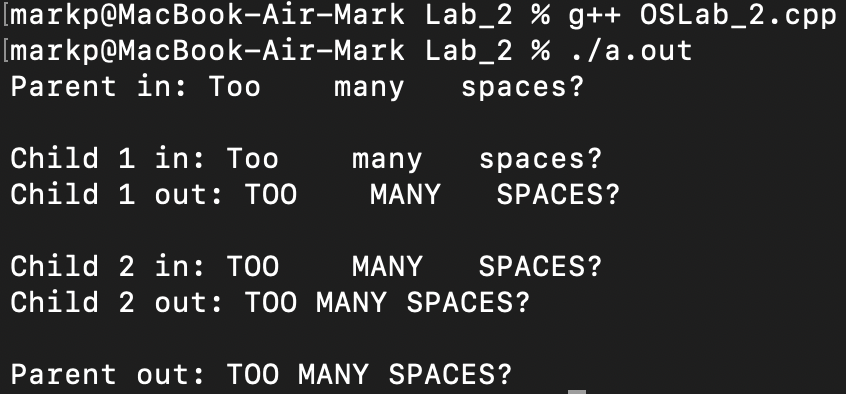 [markp@MacBook-Air-Mark Lab_2 % g++ OSLab_2.cpp
[markp@MacBook-Air-Mark Lab_2 % ./a.out
Parent in: Too    many   spaces?

Child 1 in: Too    many   spaces?
Child 1 out: TOO    MANY   SPACES?

Child 2 in: TOO    MANY   SPACES?
Child 2 out: TOO MANY SPACES?

Parent out: TOO MANY SPACES?